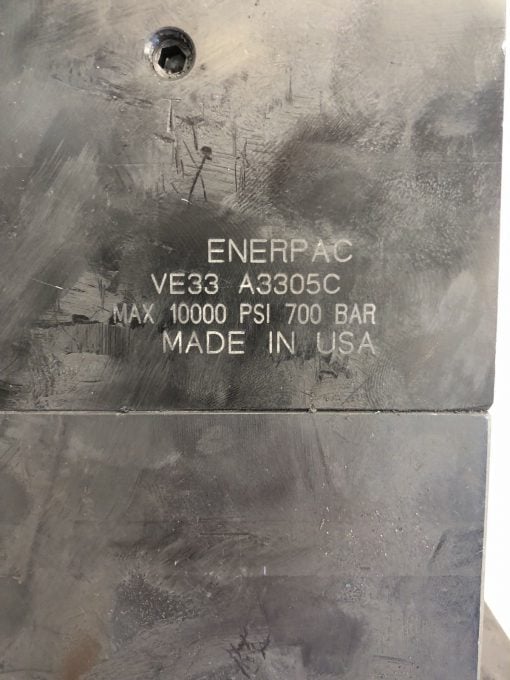 ENERPAC
VE33 A3305C
MAX 10000 PSI 700 BAR
MADE IN USA